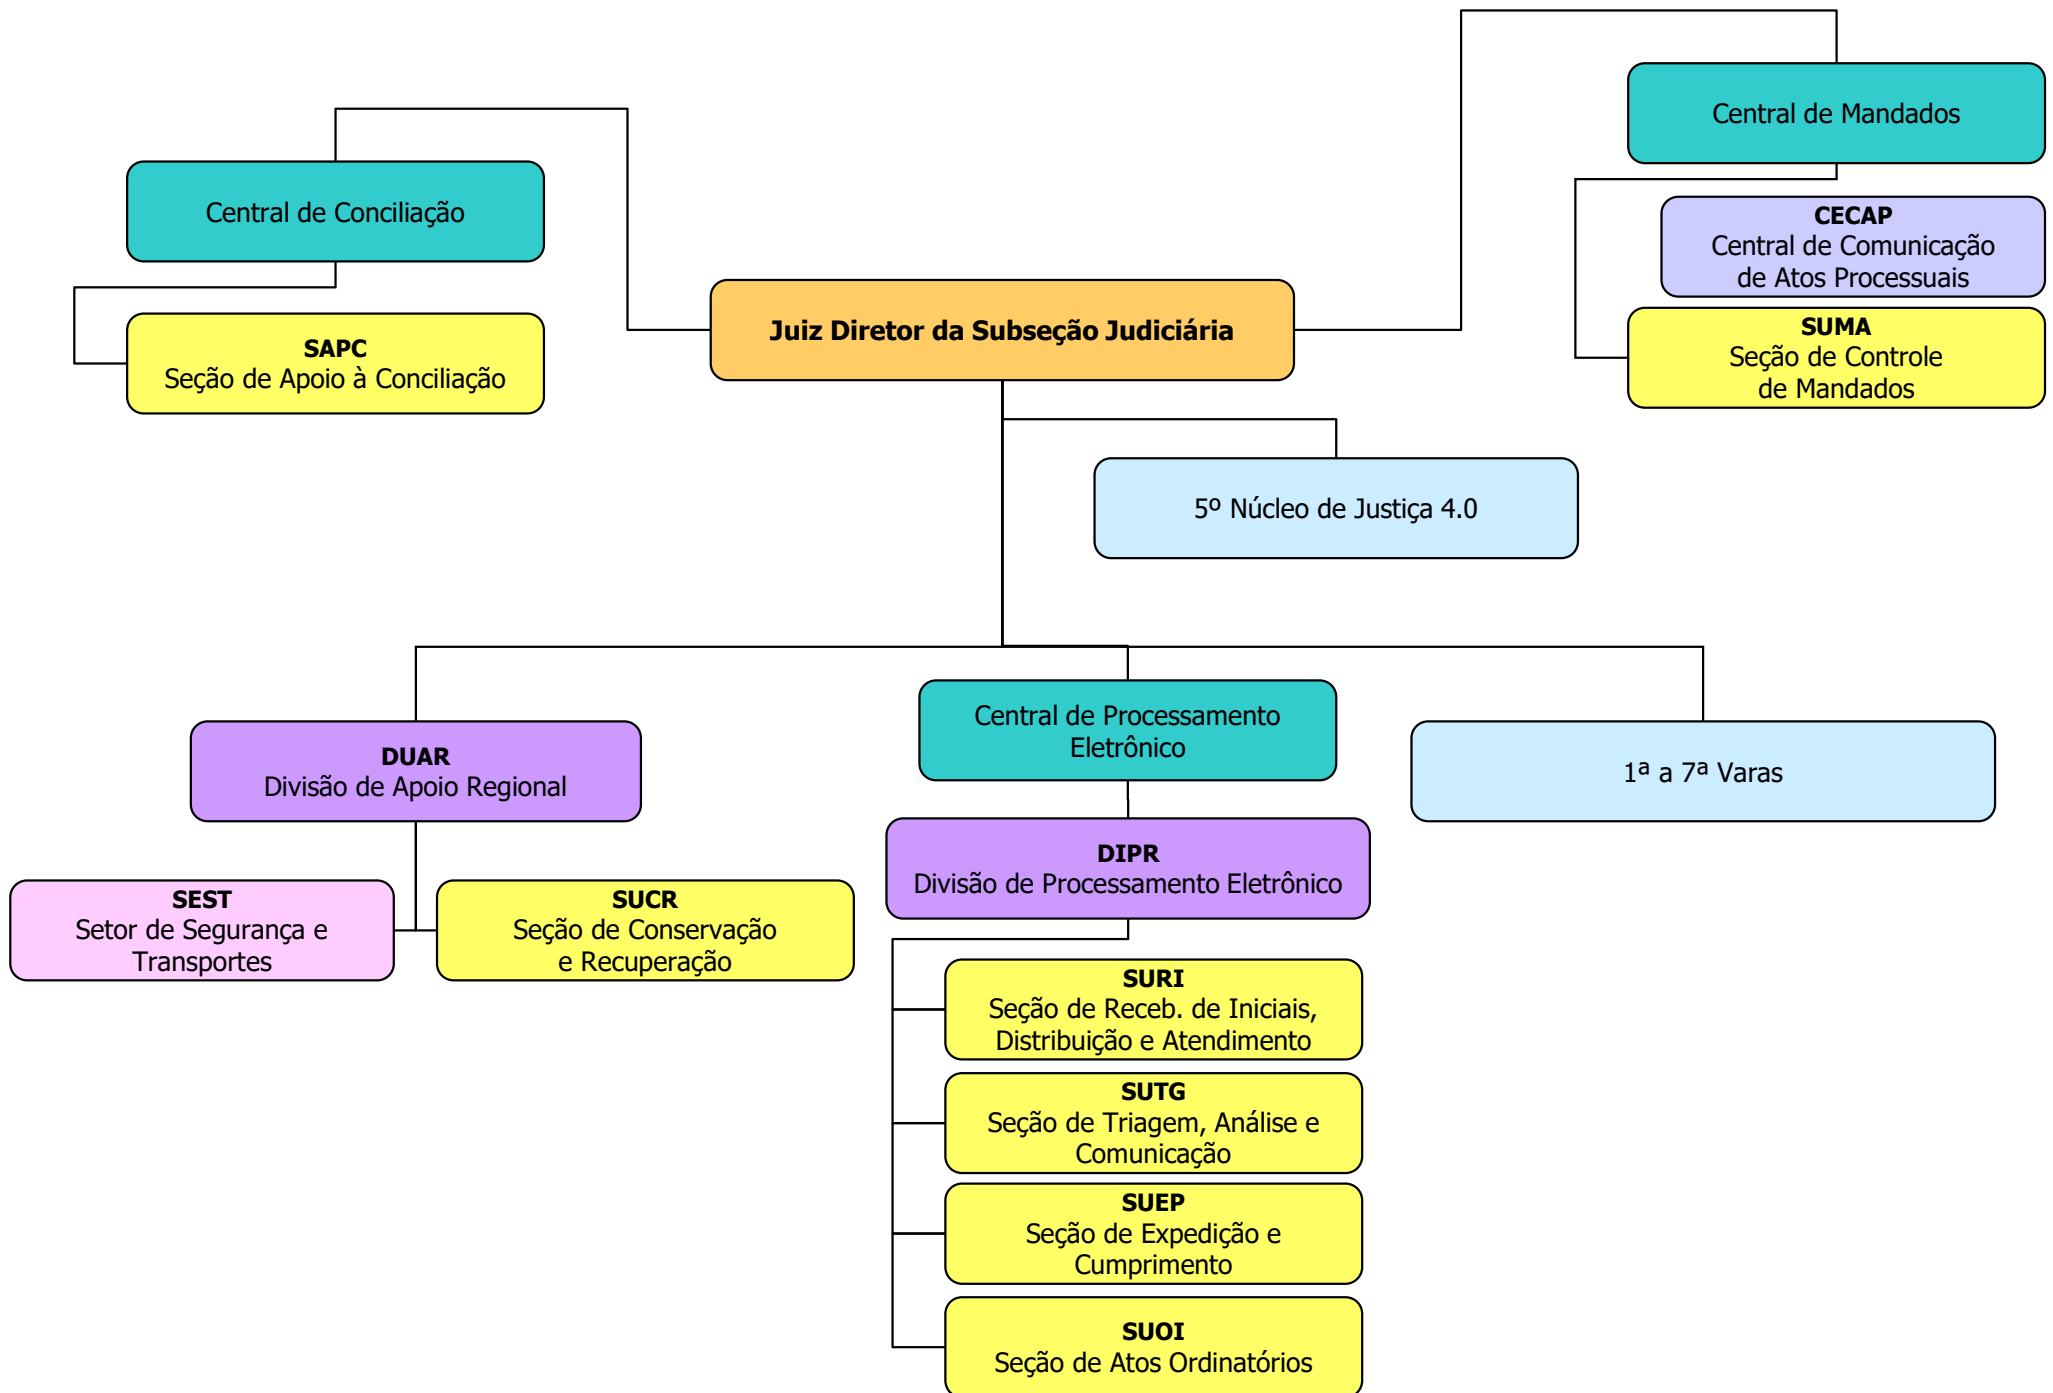 Central de Mandados
Central de Conciliação
CECAP
Central de Comunicação
de Atos Processuais
Juiz Diretor da Subseção Judiciária
SAPC
Seção de Apoio à Conciliação
SUMA
Seção de Controle
de Mandados
5º Núcleo de Justiça 4.0
DUAR
Divisão de Apoio Regional
Central de Processamento
Eletrônico
1ª a 7ª Varas
DIPR
Divisão de Processamento Eletrônico
SEST
Setor de Segurança e
Transportes
SUCR
Seção de Conservação
e Recuperação
SURI
Seção de Receb. de Iniciais,
Distribuição e Atendimento
SUTG
Seção de Triagem, Análise e
Comunicação
SUEP
Seção de Expedição e
Cumprimento
SUOI
Seção de Atos Ordinatórios